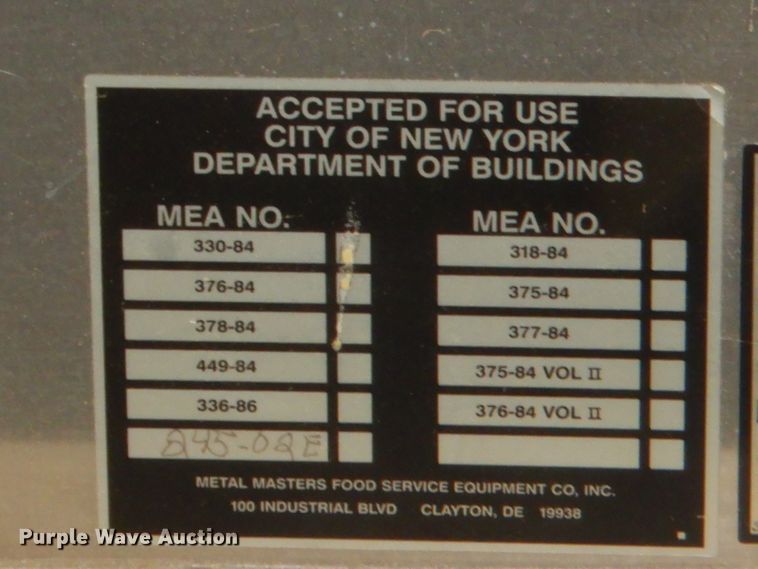 ACCEPTED FOR USE
CITY OF NEW YORK
DEPARTMENT OF BUILDINGS
MEA NO. MEA NO.
330-84 318-84
376-84 375-84
378-84 377-84
449-84 375-84 VOL II
336-86 376-84 VOL II
245-02E
METAL MASTERS FOOD SERVICE EQUIPMENT CO, INC.
100 INDUSTRIAL BLVD CLAYTON, DE 19938
Purple Wave Auction